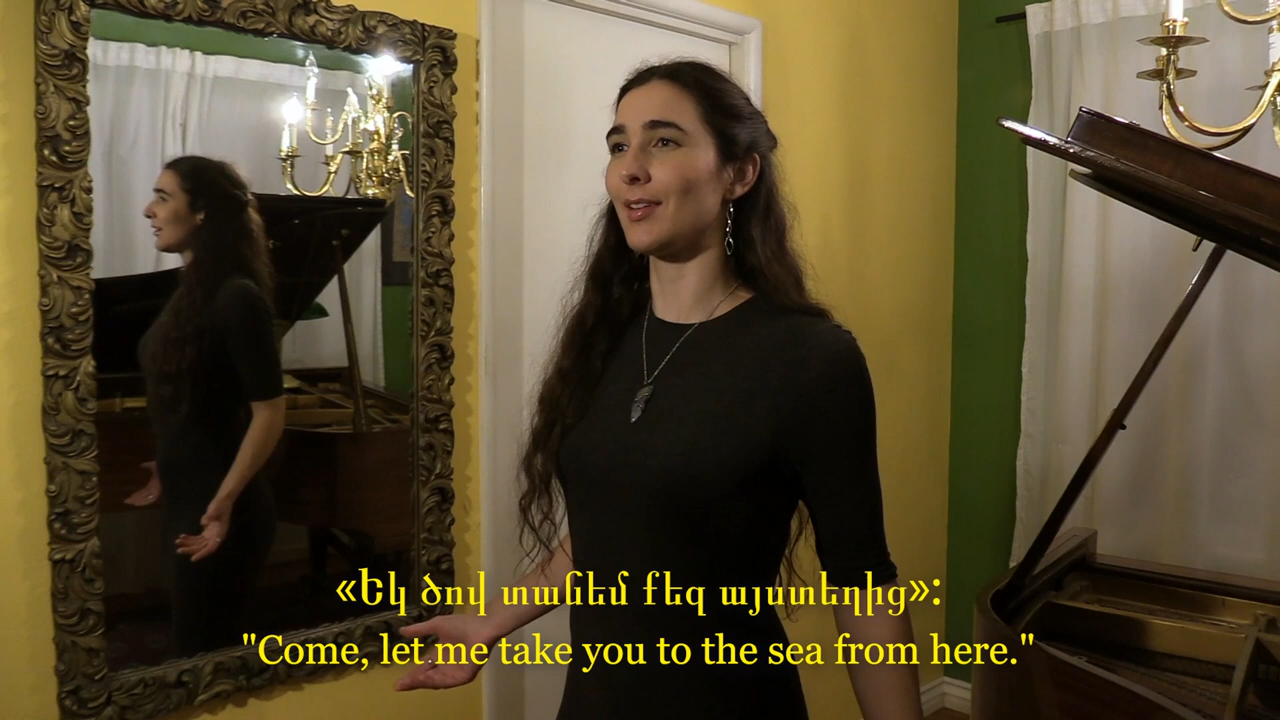 «Եկ ծով տանեմ քեզ այստեղից»:
"Come, let me take you to the sea from here."